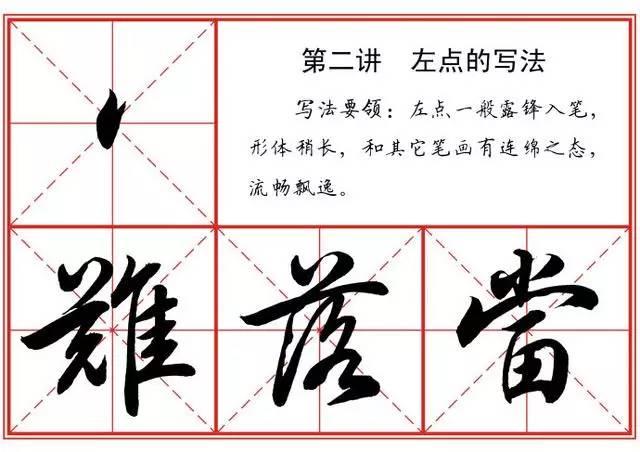 第二讲 左点的写法
写法要领：左点一般露锋入笔，
形体稍长，和其它笔画有连绵之态，
流畅飘逸。
難落當